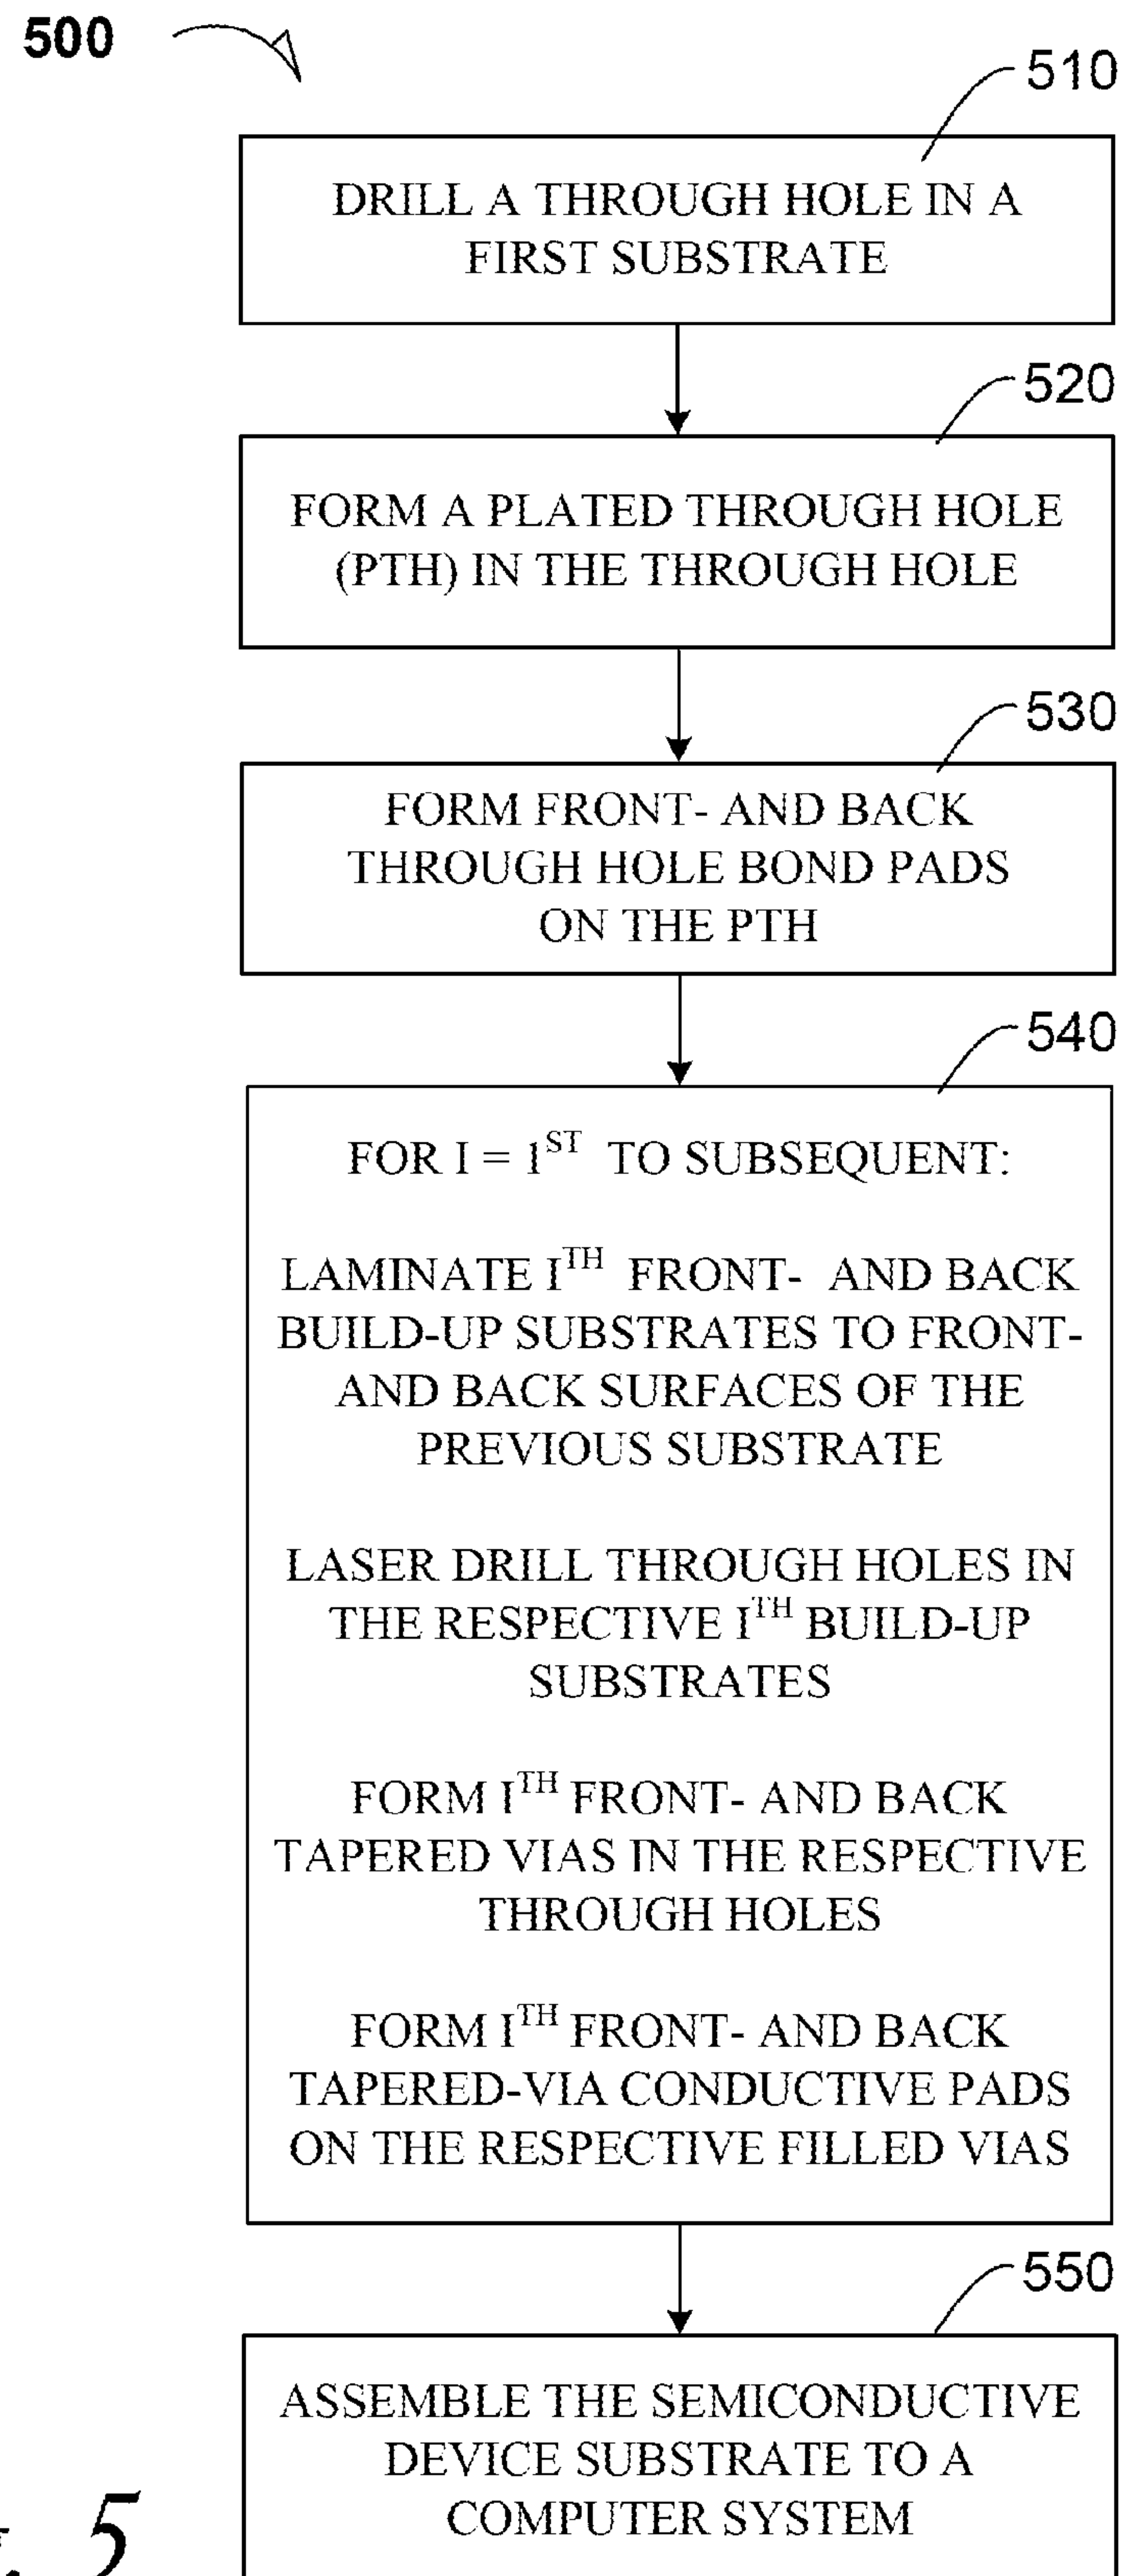 500
510
DRILL A THROUGH HOLE IN A
FIRST SUBSTRATE
520
FORM A PLATED THROUGH HOLE
(PTH) IN THE THROUGH HOLE
530
FORM FRONT- AND BACK
THROUGH HOLE BOND PADS
ON THE PTH
540
FOR I = 1ST TO SUBSEQUENT:
LAMINATE ITH FRONT- AND BACK
BUILD-UP SUBSTRATES TO FRONT-
AND BACK SURFACES OF THE
PREVIOUS SUBSTRATE
LASER DRILL THROUGH HOLES IN
THE RESPECTIVE ITH BUILD-UP
SUBSTRATES
FORM ITH FRONT- AND BACK
TAPERED VIAS IN THE RESPECTIVE
THROUGH HOLES
FORM ITH FRONT- AND BACK
TAPERED-VIA CONDUCTIVE PADS
ON THE RESPECTIVE FILLED VIAS
550
ASSEMBLE THE SEMICONDUCTIVE
DEVICE SUBSTRATE TO A
COMPUTER SYSTEM
5